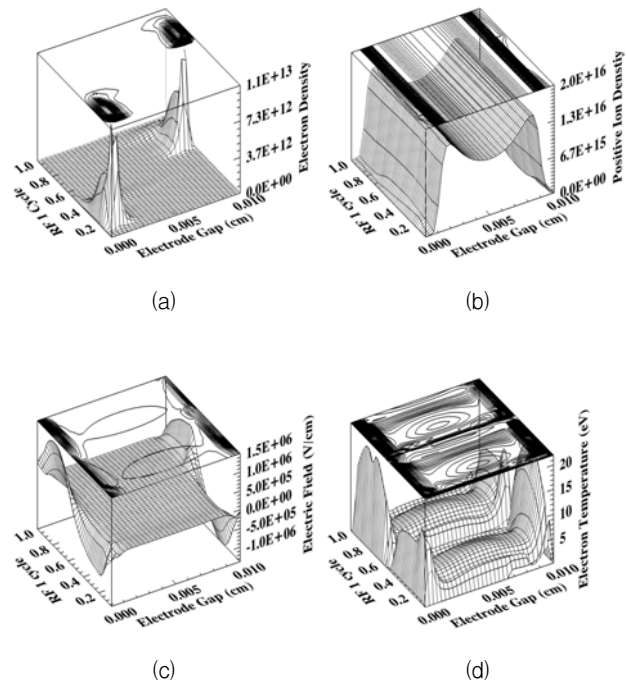 1.1E+13
7.3E+12
3.7E+12
0.0E+00
Electron Density
1.0
0.8
0.6
0.4
0.2
RF 1 Cycle
0.000
0.005
0.010
Electrode Gap (cm)
(a)
2.0E+16
1.3E+16
6.7E+15
0.0E+00
Positive Ion Density
1.0
0.8
0.6
0.4
0.2
RF 1 Cycle
0.000
0.005
0.010
Electrode Gap (cm)
(b)
1.5E+06
1.0E+06
5.0E+05
0.0E+00
-5.0E+05
-1.0E+06
Electric Field (V/cm)
1.0
0.8
0.6
0.4
0.2
RF 1 Cycle
0.000
0.005
0.010
Electrode Gap (cm)
(c)
20
15
10
5
Electron Temperature (eV)
1.0
0.8
0.6
0.4
0.2
RF 1 Cycle
0.000
0.005
0.010
Electrode Gap (cm)
(d)